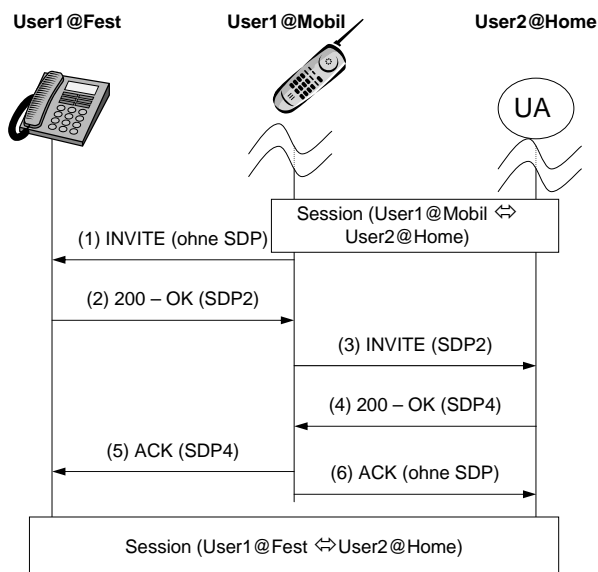 User1@Fest
User1@Mobil
User2@Home
UA
Session (User1@Mobil ⇔
User2@Home)
(1) INVITE (ohne SDP)
(2) 200 – OK (SDP2)
(3) INVITE (SDP2)
(4) 200 – OK (SDP4)
(5) ACK (SDP4)
(6) ACK (ohne SDP)
Session (User1@Fest ⇔User2@Home)